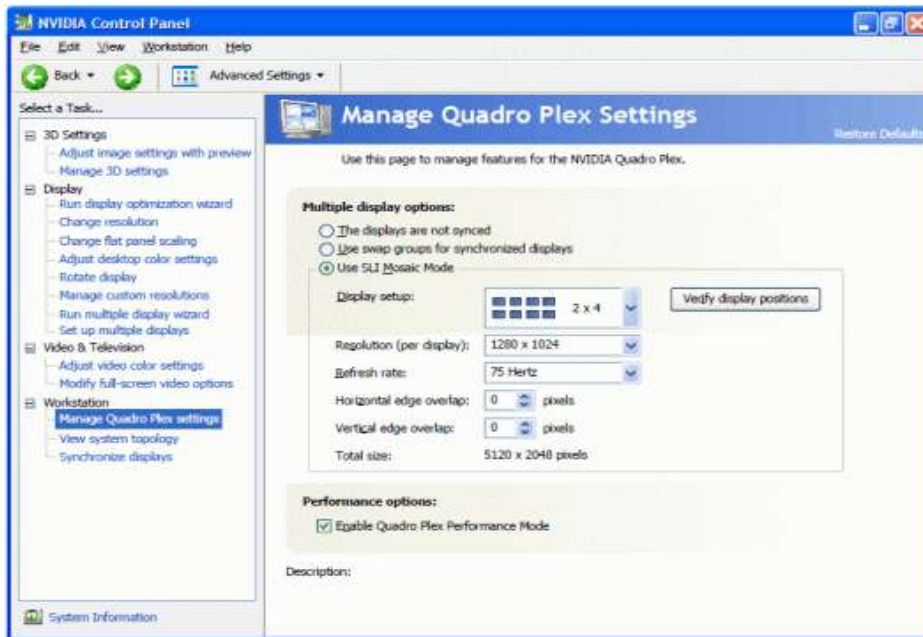 NVIDIA Control Panel
File Edit View Workstation Help
Back Advanced Settings
Select a Task...
3D Settings
Adjust image settings with preview
Manage 3D settings
Display
Run display optimization wizard
Change resolution
Change flat panel scaling
Adjust desktop color settings
Rotate display
Manage custom resolutions
Run multiple display wizard
Set up multiple displays
Video & Television
Adjust video color settings
Modify full-screen video options
Workstation
Manage Quadro Plex settings
View system topology
Synchronize displays
System Information
Manage Quadro Plex Settings
Restore Defaults
Use this page to manage features for the NVIDIA Quadro Plex.
Multiple display options:
The displays are not synced
Use swap groups for synchronized displays
Use SLI Mosaic Mode
Display setup: 2 x 4 Verify display positions
Resolution (per display): 1280 x 1024
Refresh rate: 75 Hertz
Horizontal edge overlap: 0 pixels
Vertical edge overlap: 0 pixels
Total size: 5120 x 2048 pixels
Performance options:
Enable Quadro Plex Performance Mode
Description: